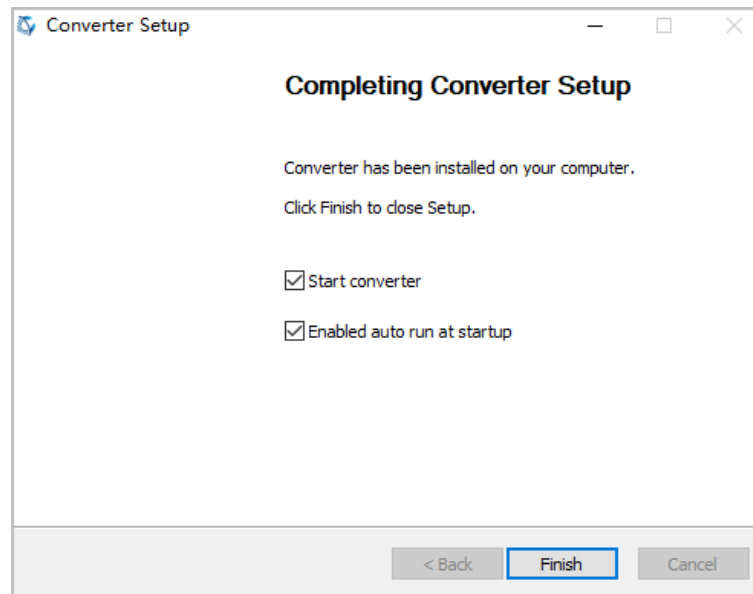 Converter Setup
Completing Converter Setup
Converter has been installed on your computer.
Click Finish to close Setup.
Start converter
Enabled auto run at startup
< Back Finish Cancel